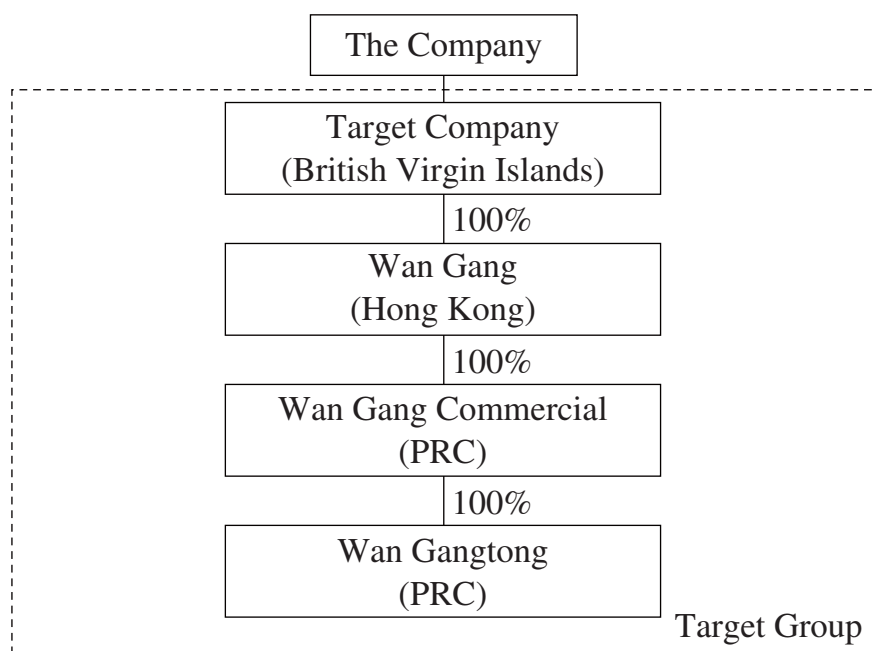 The Company
Target Company
(British Virgin Islands)
100%
Wan Gang
(Hong Kong)
100%
Wan Gang Commercial
(PRC)
100%
Wan Gangtong
(PRC)
Target Group